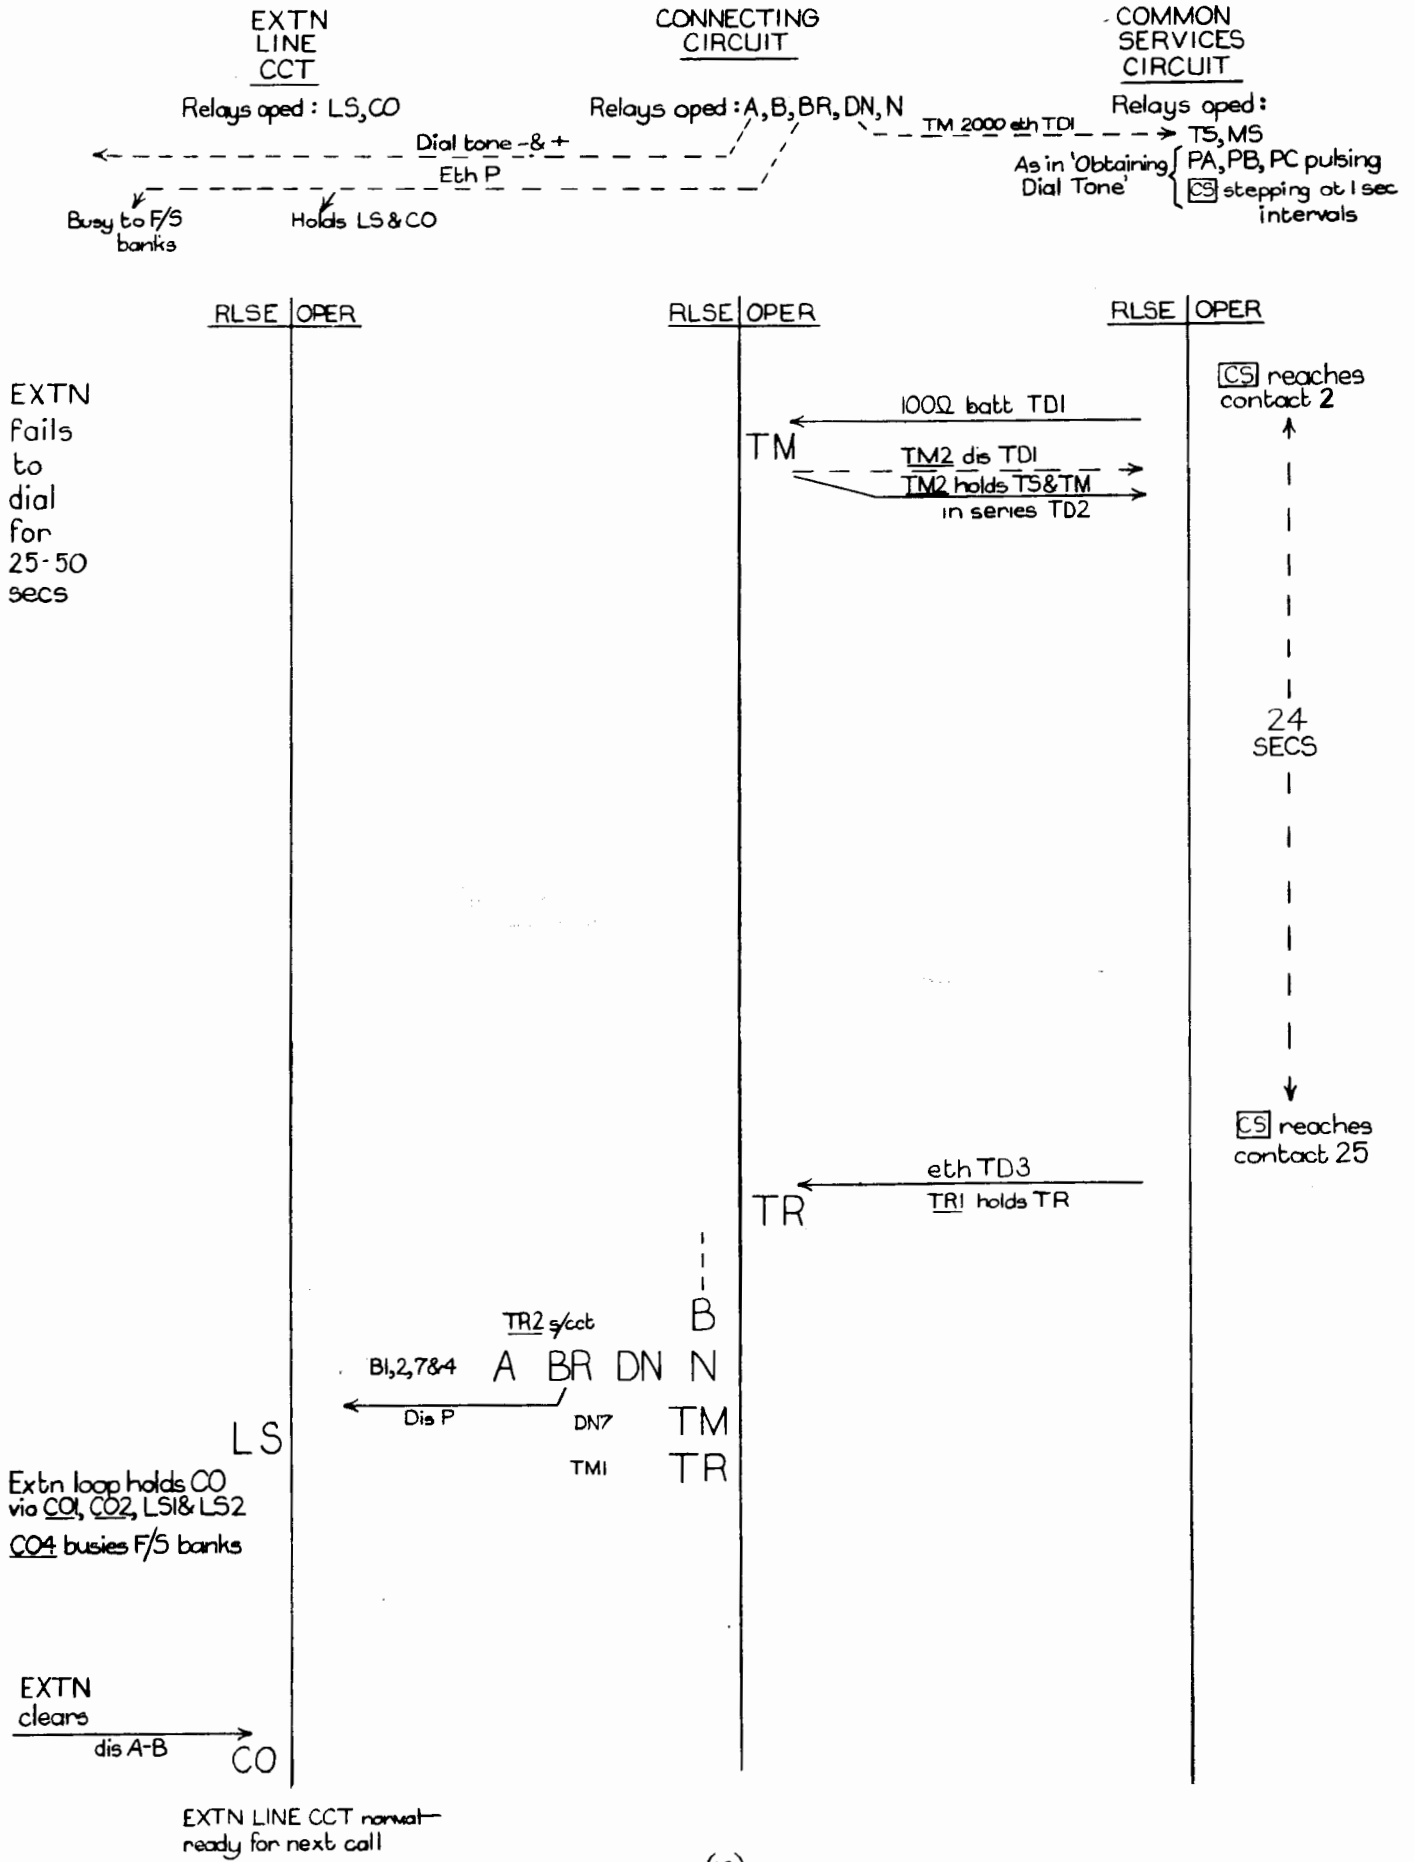 EXTN
LINE
CCT
Relays oped : LS, CO
CONNECTING
CIRCUIT
Relays oped : A, B, BR, DN, N
COMMON
SERVICES
CIRCUIT
Relays oped :
TS, MS
TM 2000 eth TD1
As in 'Obtaining
Dial Tone'
PA, PB, PC pulsing
CS stepping at 1 sec
intervals
Dial tone -& +
Eth P
Busy to F/S
banks
Holds LS & CO
RLSE OPER
RLSE OPER
RLSE OPER
EXTN
fails
to
dial
for
25-50
secs
CS reaches
contact 2
100Ω batt TD1
TM
TM2 dis TD1
TM2 holds TS & TM
in series TD2
24
SECS
CS reaches
contact 25
eth TD3
TR
TR1 holds TR
B
TR2 s/cct
B1,2,7&4 A BR DN N
Dis P
DN7 TM
LS
TM1 TR
Extn loop holds CO
via CO1, CO2, LS1 & LS2
CO4 busies F/S banks
EXTN
clears
dis A-B
CO
EXTN LINE CCT normal
ready for next call